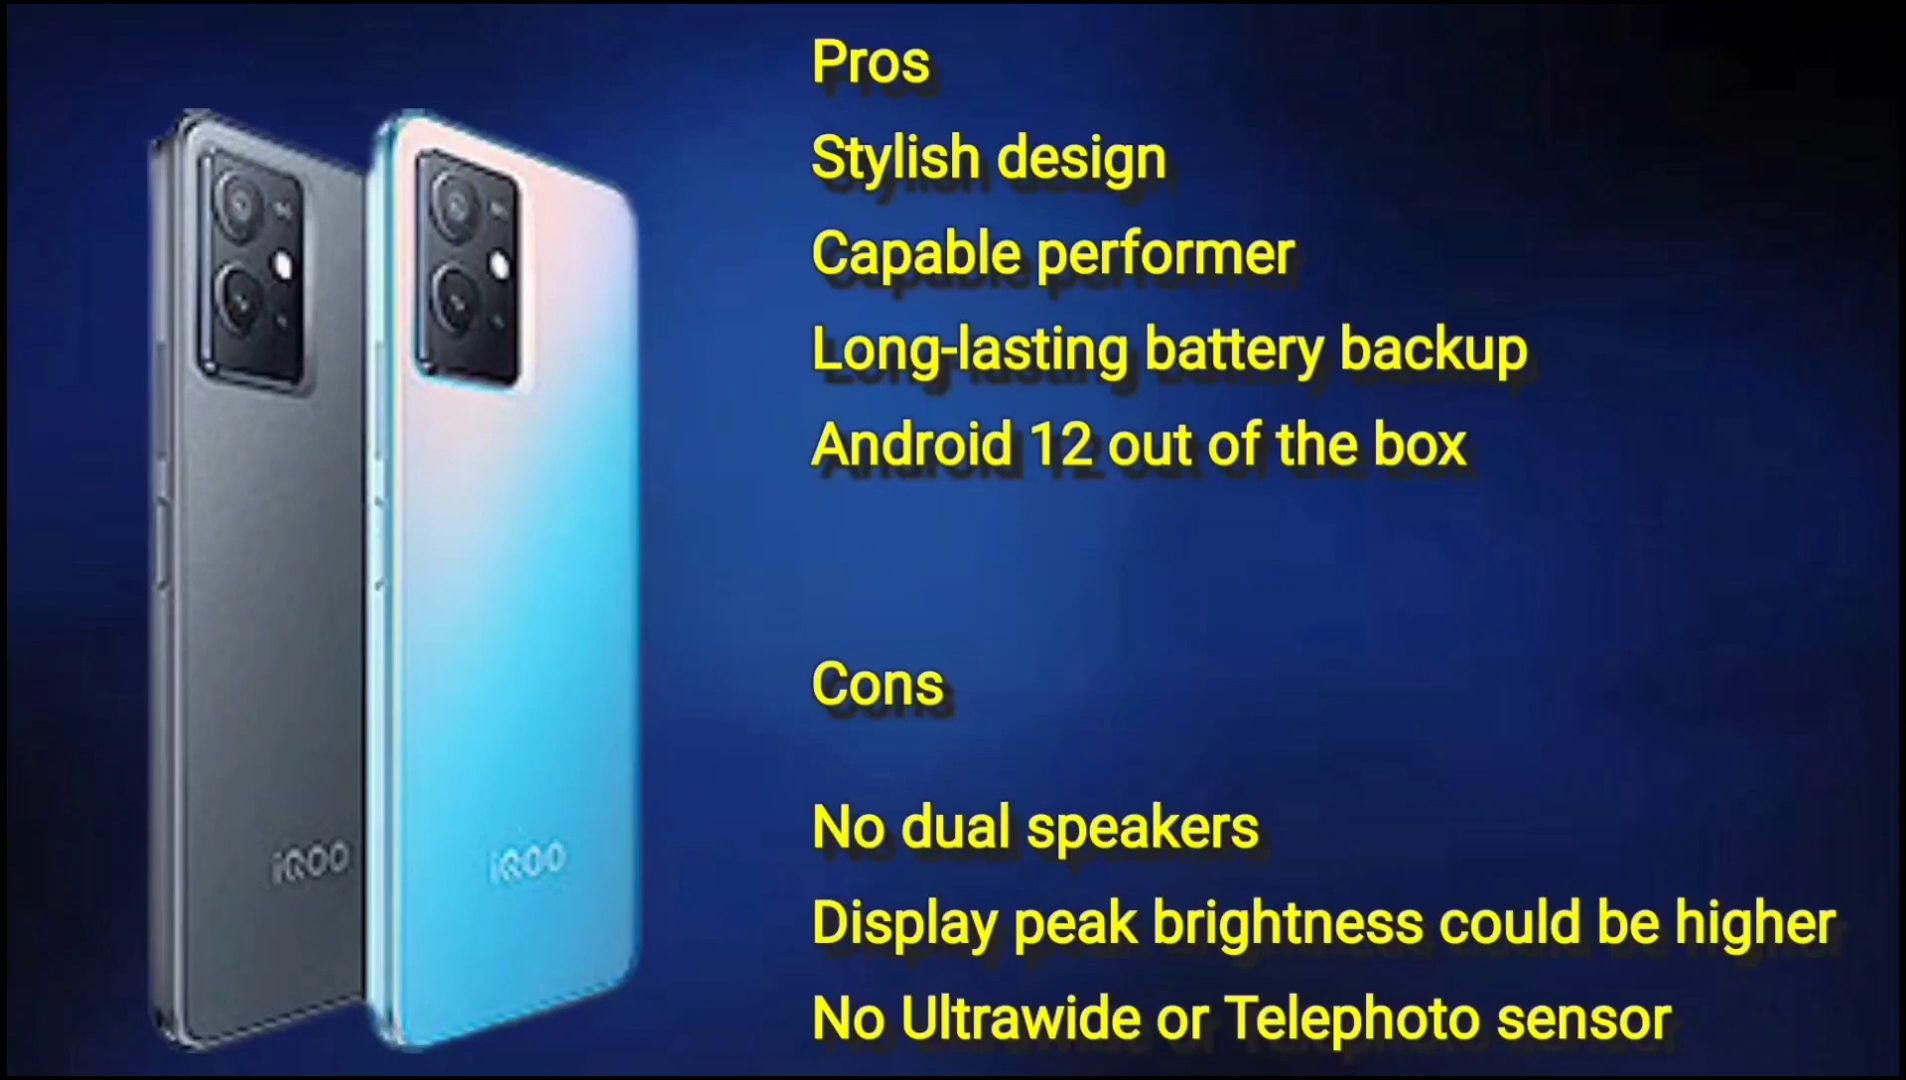 Pros
Stylish design
Capable performer
Long-lasting battery backup
Android 12 out of the box
Cons
No dual speakers
Display peak brightness could be higher
No Ultrawide or Telephoto sensor
iQOO
iQOO